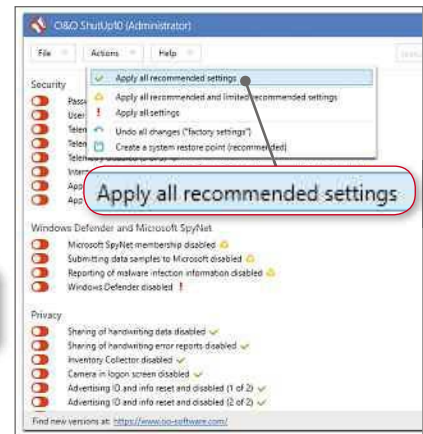 O&O ShutUp10 (Administrator)
File Actions Help
Apply all recommended settings
Security
Apply all recommended and limited recommended settings
User
Apply all settings
Telem
Undo all changes ("factory settings")
Telem
Create a system restore point (recommended)
App
App
Apply all recommended settings
Windows Defender and Microsoft SpyNet
Microsoft SpyNet membership disabled
Submitting data samples to Microsoft disabled
Reporting of malware infection information disabled
Windows Defender disabled
Privacy
Sharing of handwriting data disabled
Sharing of handwriting error reports disabled
Inventory Collector disabled
Camera in logon screen disabled
Advertising ID and info reset and disabled (1 of 2)
Advertising ID and info reset and disabled (2 of 2)
Find new versions at: https://www.oo-software.com/